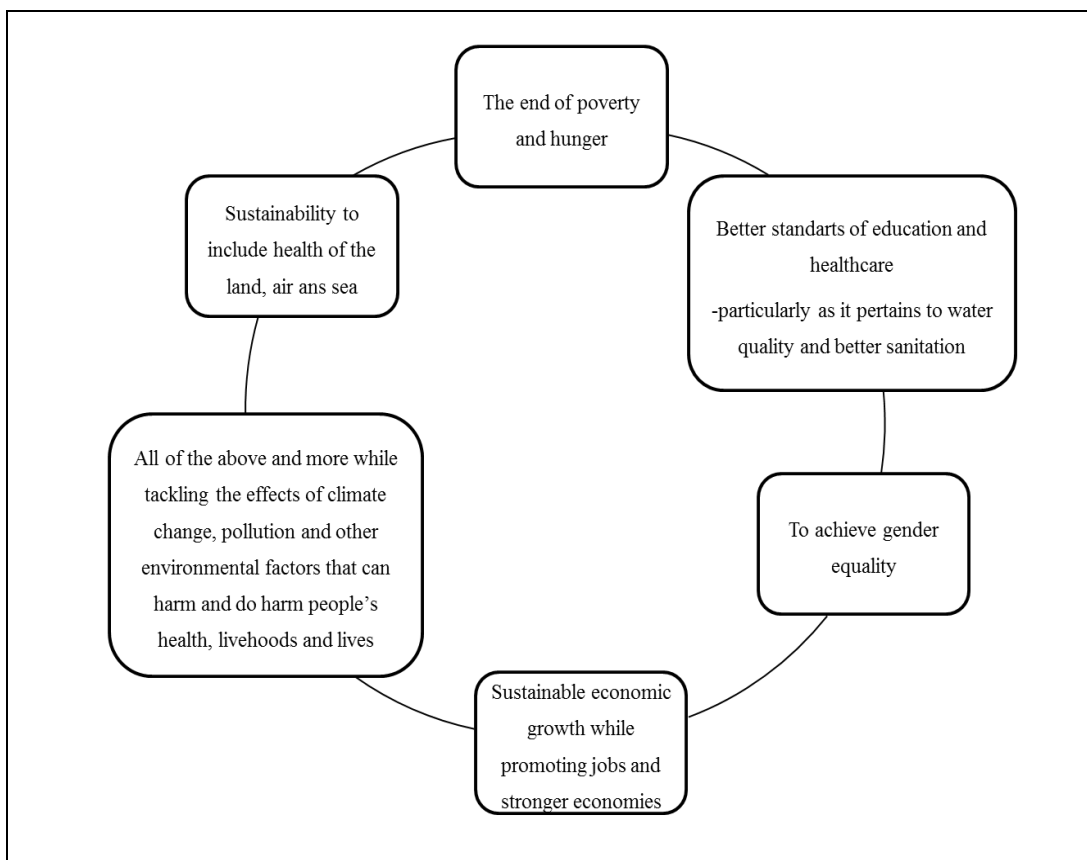 The end of poverty
and hunger
Better standarts of education and
healthcare
-particularly as it pertains to water
quality and better sanitation
To achieve gender
equality
Sustainable economic
growth while
promoting jobs and
stronger economies
All of the above and more while
tackling the effects of climate
change, pollution and other
environmental factors that can
harm and do harm people’s
health, livehoods and lives
Sustainability to
include health of the
land, air ans sea